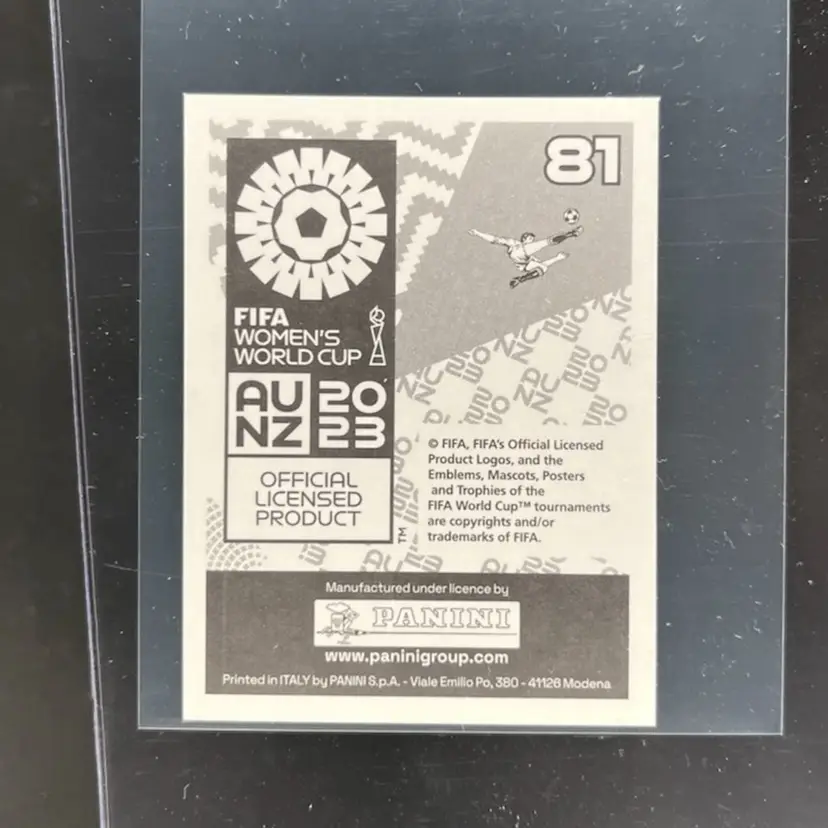 81
FIFA
WOMEN'S
WORLD CUP
AU 20
NZ 23
OFFICIAL
LICENSED
PRODUCT
TM
© FIFA, FIFA's Official Licensed
Product Logos, and the
Emblems, Mascots, Posters
and Trophies of the
FIFA World Cup™ tournaments
are copyrights and/or
trademarks of FIFA.
Manufactured under licence by
PANINI
www.paninigroup.com
Printed in ITALY by PANINI S.p.A. - Viale Emilio Po, 380 - 41126 Modena